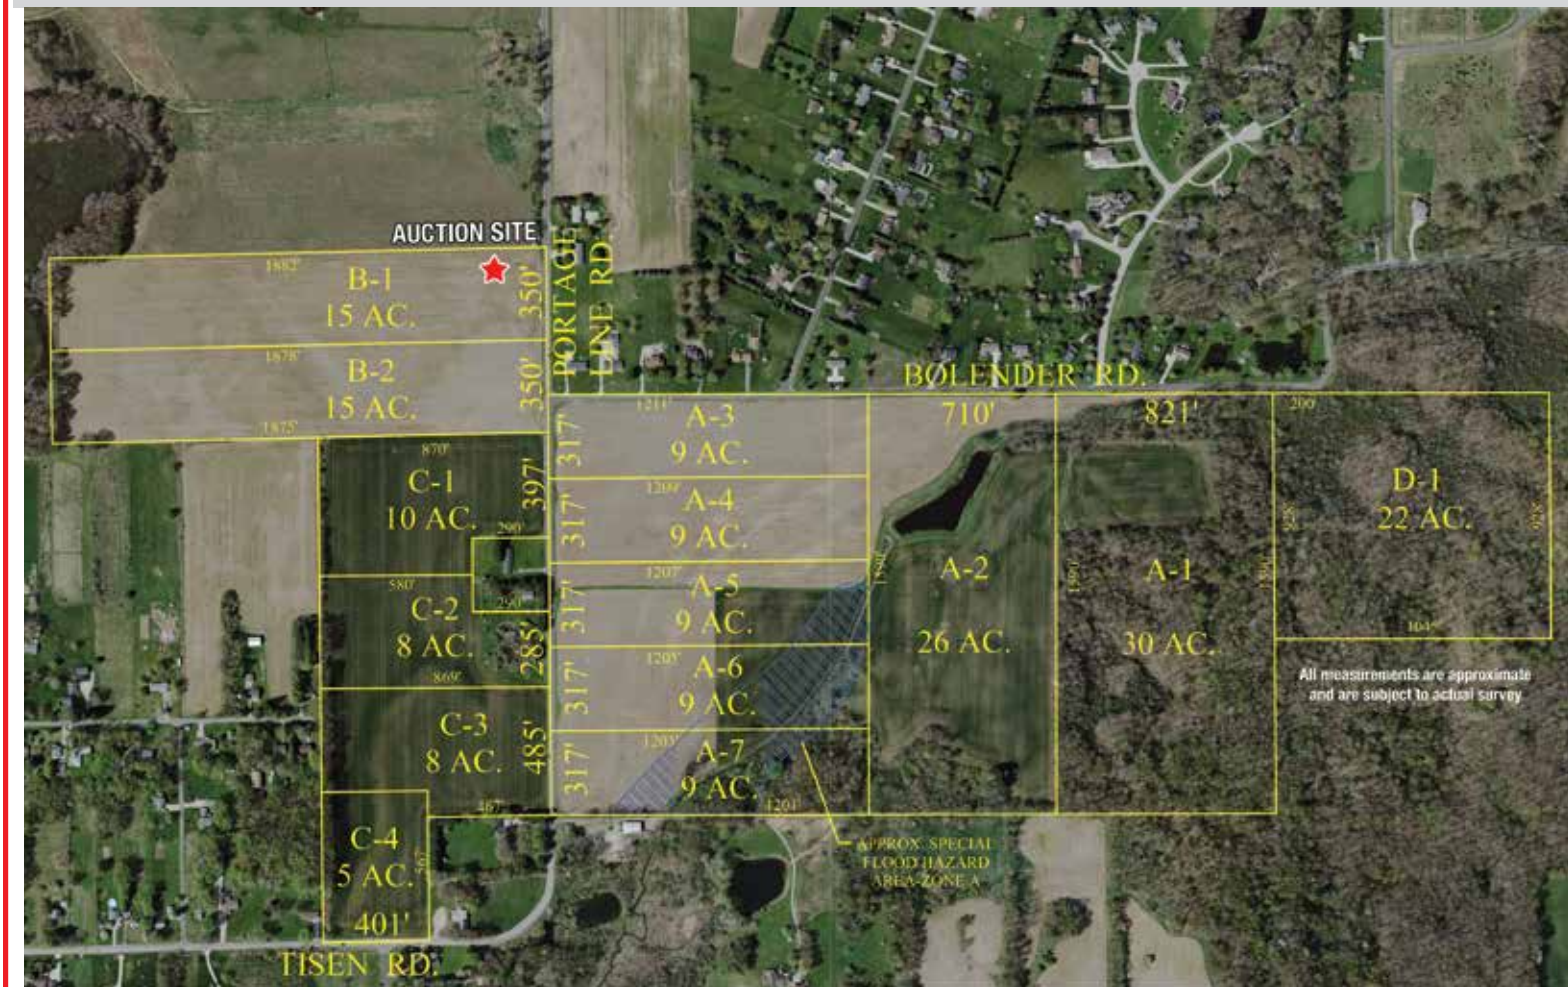 AUCTION SITE
1882'
B-1
15 AC.
350'
1878'
B-2
15 AC.
350'
1875'
PORTAGE
LINE RD.
BOLENDER RD.
870'
C-1
10 AC.
397'
580'
C-2
8 AC.
285'
869'
C-3
8 AC.
485'
C-4
5 AC.
401'
TISEN RD.
1211'
A-3
9 AC.
317'
A-4
9 AC.
317'
1207'
A-5
9 AC.
317'
1205'
A-6
9 AC.
317'
1203'
A-7
9 AC.
317'
1201'
710'
A-2
26 AC.
821'
A-1
30 AC.
D-1
22 AC.
All measurements are approximate
and are subject to actual survey
APPROX SPECIAL
FLOOD HAZARD
AREA-ZONE A